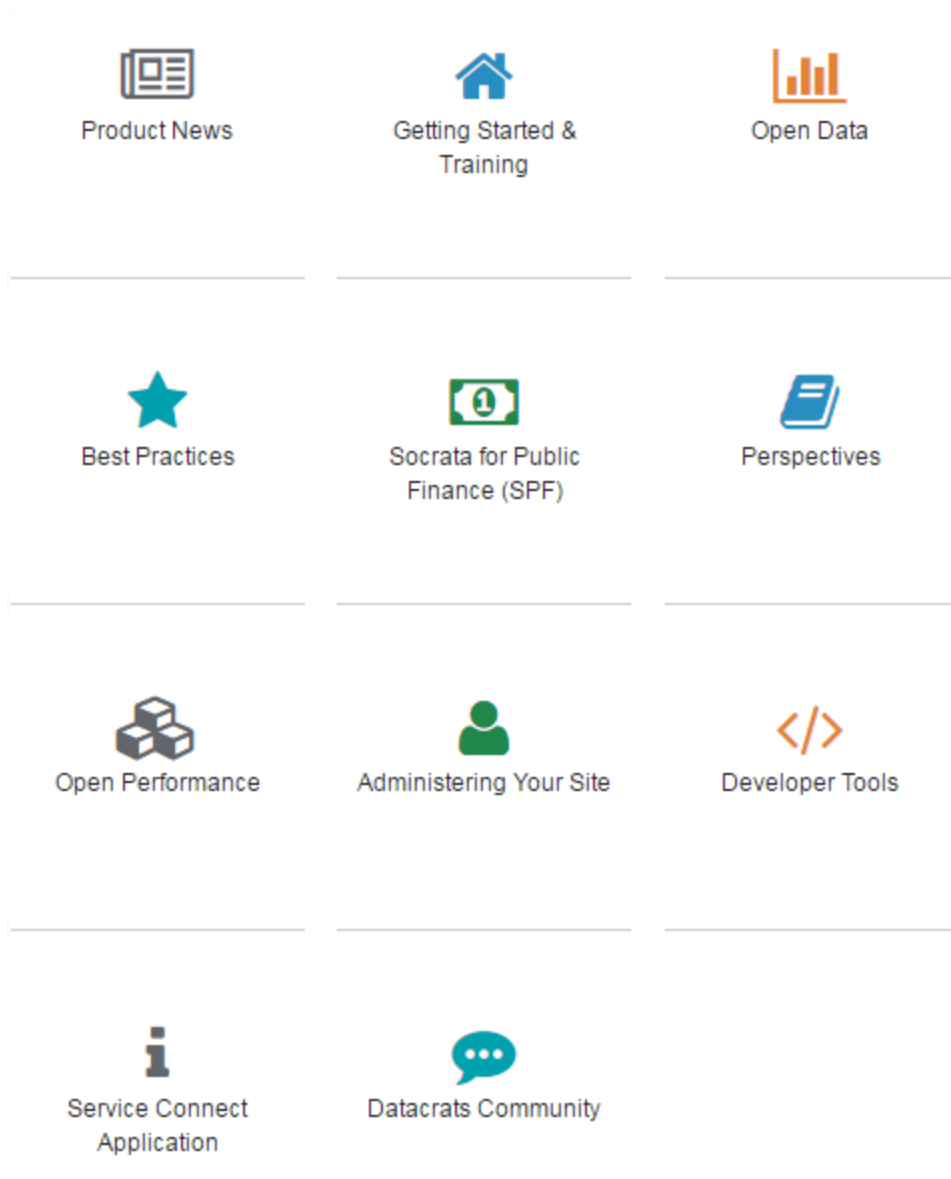 Product News
Getting Started &
Training
Open Data
Best Practices
Socrata for Public
Finance (SPF)
Perspectives
Open Performance
Administering Your Site
Developer Tools
Service Connect
Application
Datacrats Community